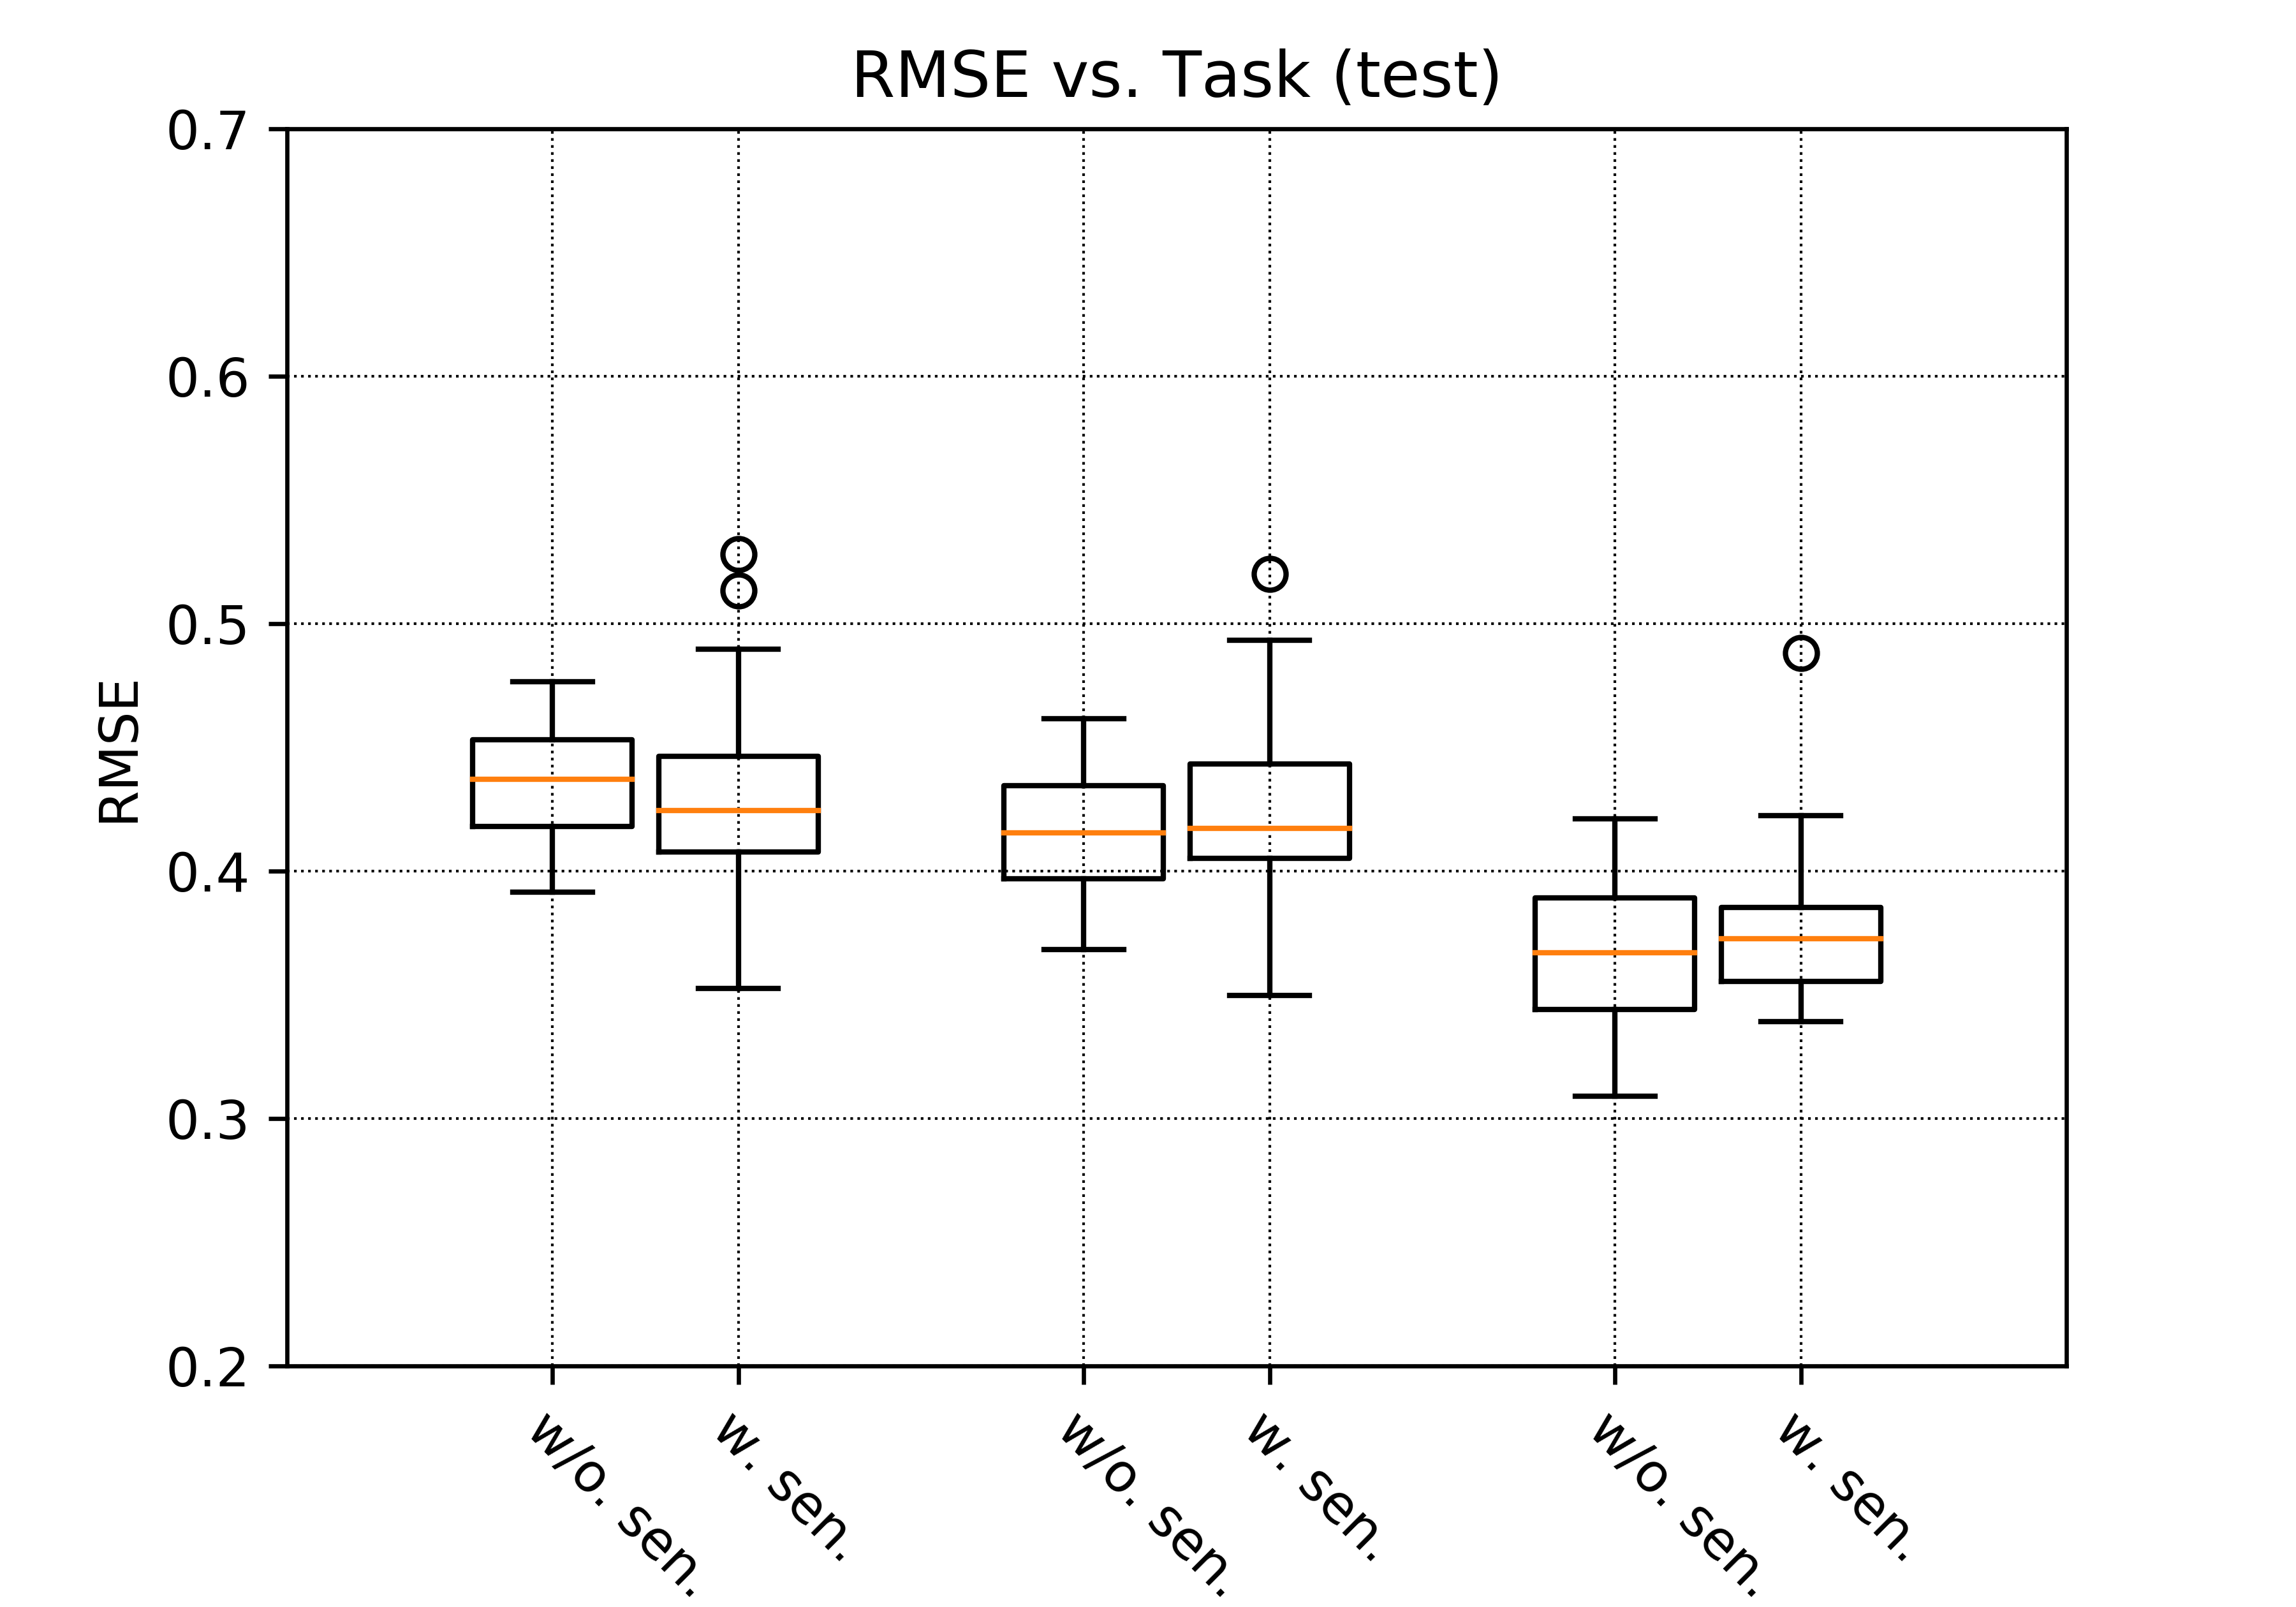 RMSE vs. Task (test)
RMSE
0.7
0.6
0.5
0.4
0.3
0.2
w/o. sen.
w. sen.
w/o. sen.
w. sen.
w/o. sen.
w. sen.